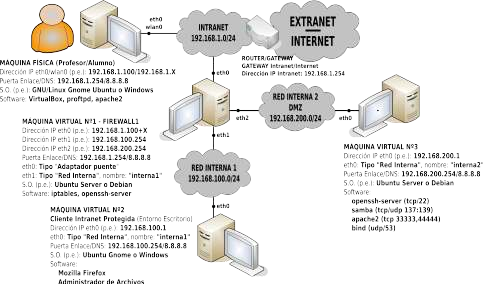 eth0
wlan0
INTRANET
192.168.1.0/24
EXTRANET
INTERNET
ROUTER/GATEWAY
GATEWAY Intranet/Internet
Dirección IP Intranet: 192.168.1.254
MAQUINA FÍSICA (Profesor/Alumno)
Dirección IP eth0/wlan0 (p.e.): 192.168.1.100/192.168.1.X
Puerta Enlace/DNS: 192.168.1.254/8.8.8.8
S.O. (p.e.): GNU/Linux Gnome Ubuntu o Windows
Software: VirtualBox, proftpd, apache2
eth0
eth2
eth1
RED INTERNA 2
DMZ
192.168.200.0/24
eth0
MAQUINA VIRTUAL Nº1 - FIREWALL1
Dirección IP eth0 (p.e.): 192.168.1.100+X
Dirección IP eth1 (p.e.): 192.168.100.254
Dirección IP eth2 (p.e.): 192.168.200.254
Puerta Enlace/DNS: 192.168.1.254/8.8.8.8
eth0: Tipo "Adaptador puente"
eth1: Tipo "Red Interna", nombre: "interna1"
S.O. (p.e.): Ubuntu Server o Debian
Software: iptables, openssh-server
RED INTERNA 1
192.168.100.0/24
MAQUINA VIRTUAL Nº3
Dirección IP eth0 (p.e.): 192.168.200.1
eth0: Tipo "Red Interna", nombre: "interna2"
Puerta Enlace/DNS: 192.168.200.254/8.8.8.8
S.O. (p.e.): Ubuntu Server o Debian
Software:
openssh-server (tcp/22)
samba (tcp/udp 137:139)
apache2 (tcp 33333,44444)
bind (udp/53)
eth0
MAQUINA VIRTUAL Nº2
Cliente Intranet Protegida (Entorno Escritorio)
Dirección IP eth0 (p.e.): 192.168.100.1
eth0: Tipo "Red Interna", nombre: "interna1"
Puerta Enlace/DNS: 192.168.100.254/8.8.8.8
S.O. (p.e.): Ubuntu Gnome o Windows
Software:
Mozilla Firefox
Administrador de Archivos